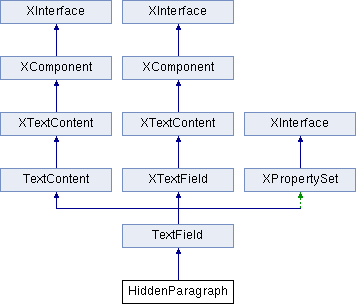 XInterface XInterface
XComponent XComponent
XTextContent XTextContent XInterface
TextContent XTextField XPropertySet
TextField
HiddenParagraph